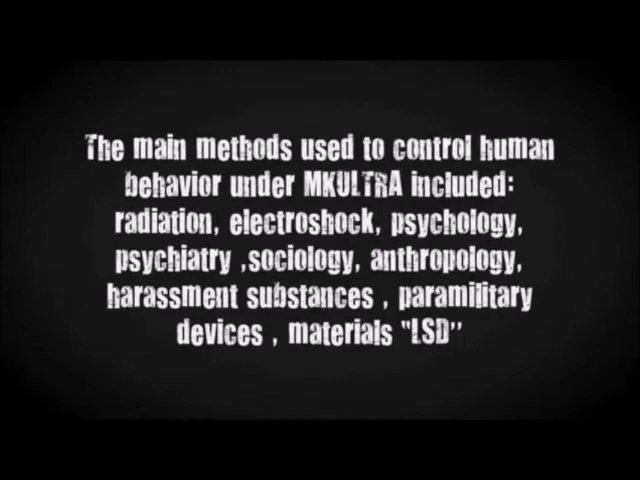 The main methods used to control human
behavior under MKULTRA included:
radiation, electroshock, psychology,
psychiatry ,sociology, anthropology,
harassment substances , paramilitary
devices , materials "LSD"